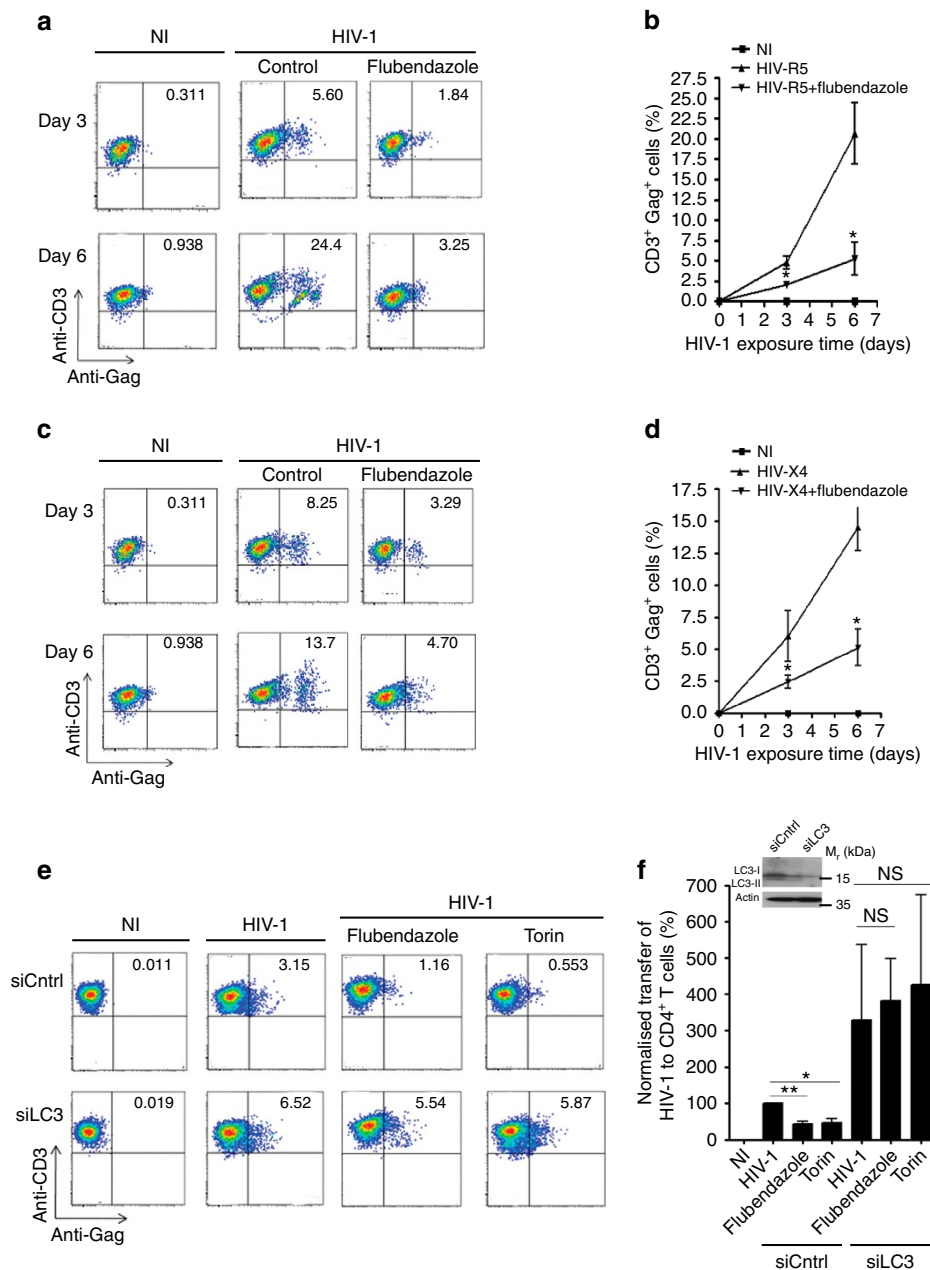 a
NI
HIV-1
Control
Flubendazole
Day 3
0.311
5.60
1.84
Day 6
0.938
24.4
3.25
Anti-CD3
Anti-Gag
b
NI
HIV-R5
HIV-R5+flubendazole
CD3+ Gag+ cells (%)
27.5
25.0
22.5
20.0
17.5
15.0
12.5
10.0
7.5
5.0
2.5
0.0
*
*
0 1 2 3 4 5 6 7
HIV-1 exposure time (days)
c
NI
HIV-1
Control
Flubendazole
Day 3
0.311
8.25
3.29
Day 6
0.938
13.7
4.70
Anti-CD3
Anti-Gag
d
NI
HIV-X4
HIV-X4+flubendazole
CD3+ Gag+ cells (%)
17.5
15.0
12.5
10.0
7.5
5.0
2.5
0.0
*
*
0 1 2 3 4 5 6 7
HIV-1 exposure time (days)
e
HIV-1
NI
HIV-1
Flubendazole
Torin
siCntrl
0.011
3.15
1.16
0.553
siLC3
0.019
6.52
5.54
5.87
Anti-CD3
Anti-Gag
f
siCntrl
siLC3
Mr (kDa)
LC3-I
LC3-II
15
Actin
35
NS
NS
*
**
Normalised transfer of
HIV-1 to CD4+ T cells (%)
700
600
500
400
300
200
100
0
NI
HIV-1
Flubendazole
Torin
HIV-1
Flubendazole
Torin
siCntrl
siLC3